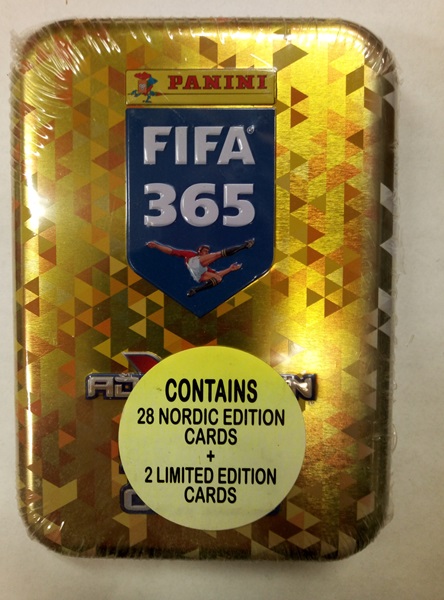 PANINI
FIFA
365
CONTAINS
28 NORDIC EDITION
CARDS
+
2 LIMITED EDITION
CARDS